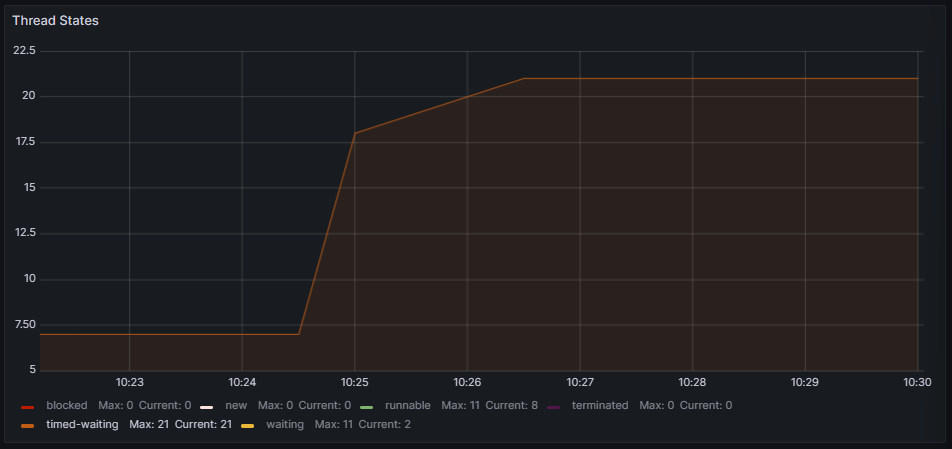 Thread States
22.5
20
17.5
15
12.5
10
7.50
5
10:23 10:24 10:25 10:26 10:27 10:28 10:29 10:30
blocked Max: 0 Current: 0 new Max: 0 Current: 0 runnable Max: 11 Current: 8 terminated Max: 0 Current: 0
timed-waiting Max: 21 Current: 21 waiting Max: 11 Current: 2